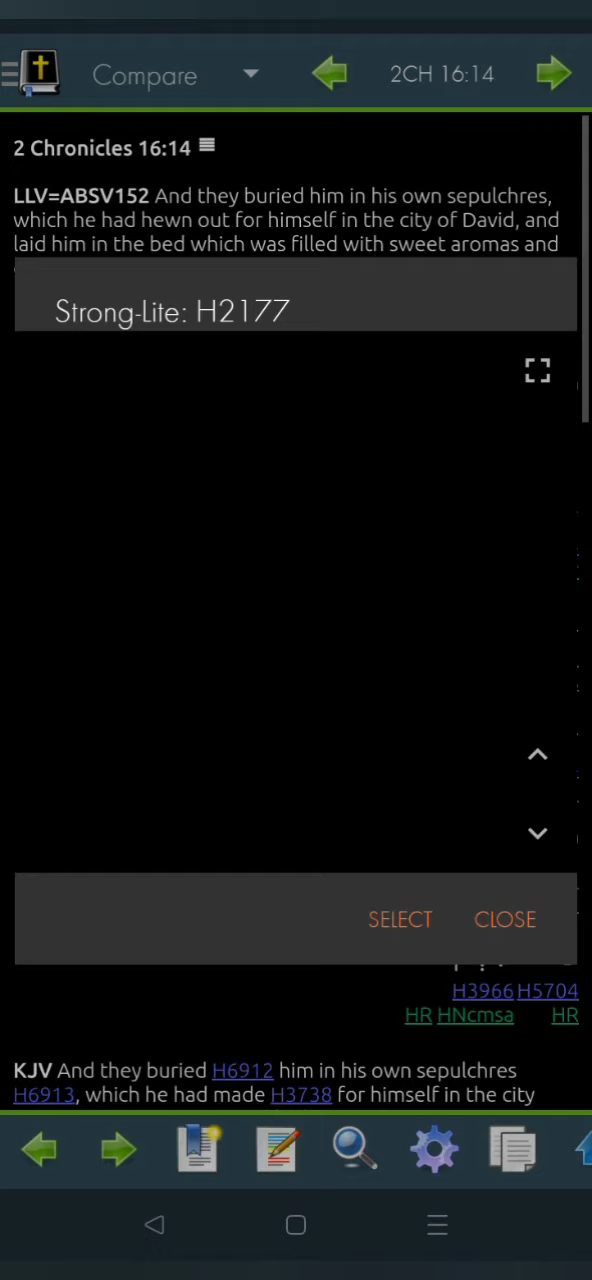 Compare
2CH 16:14
2 Chronicles 16:14
LLV=ABSV152 And they buried him in his own sepulchres,
which he had hewn out for himself in the city of David, and
laid him in the bed which was filled with sweet aromas and
Strong-Lite: H2177
SELECT CLOSE
H3966 H5704
HR HNcmsa HR
KJV And they buried H6912 him in his own sepulchres
H6913, which he had made H3738 for himself in the city